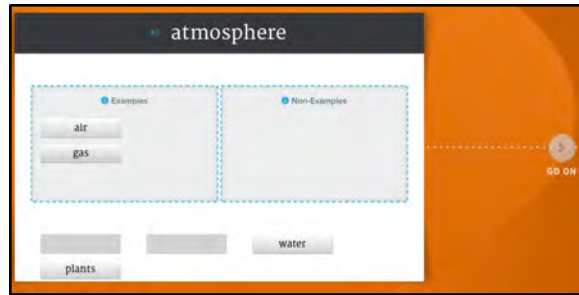 atmosphere
Examples
Non-Examples
air
gas
GO ON
water
plants